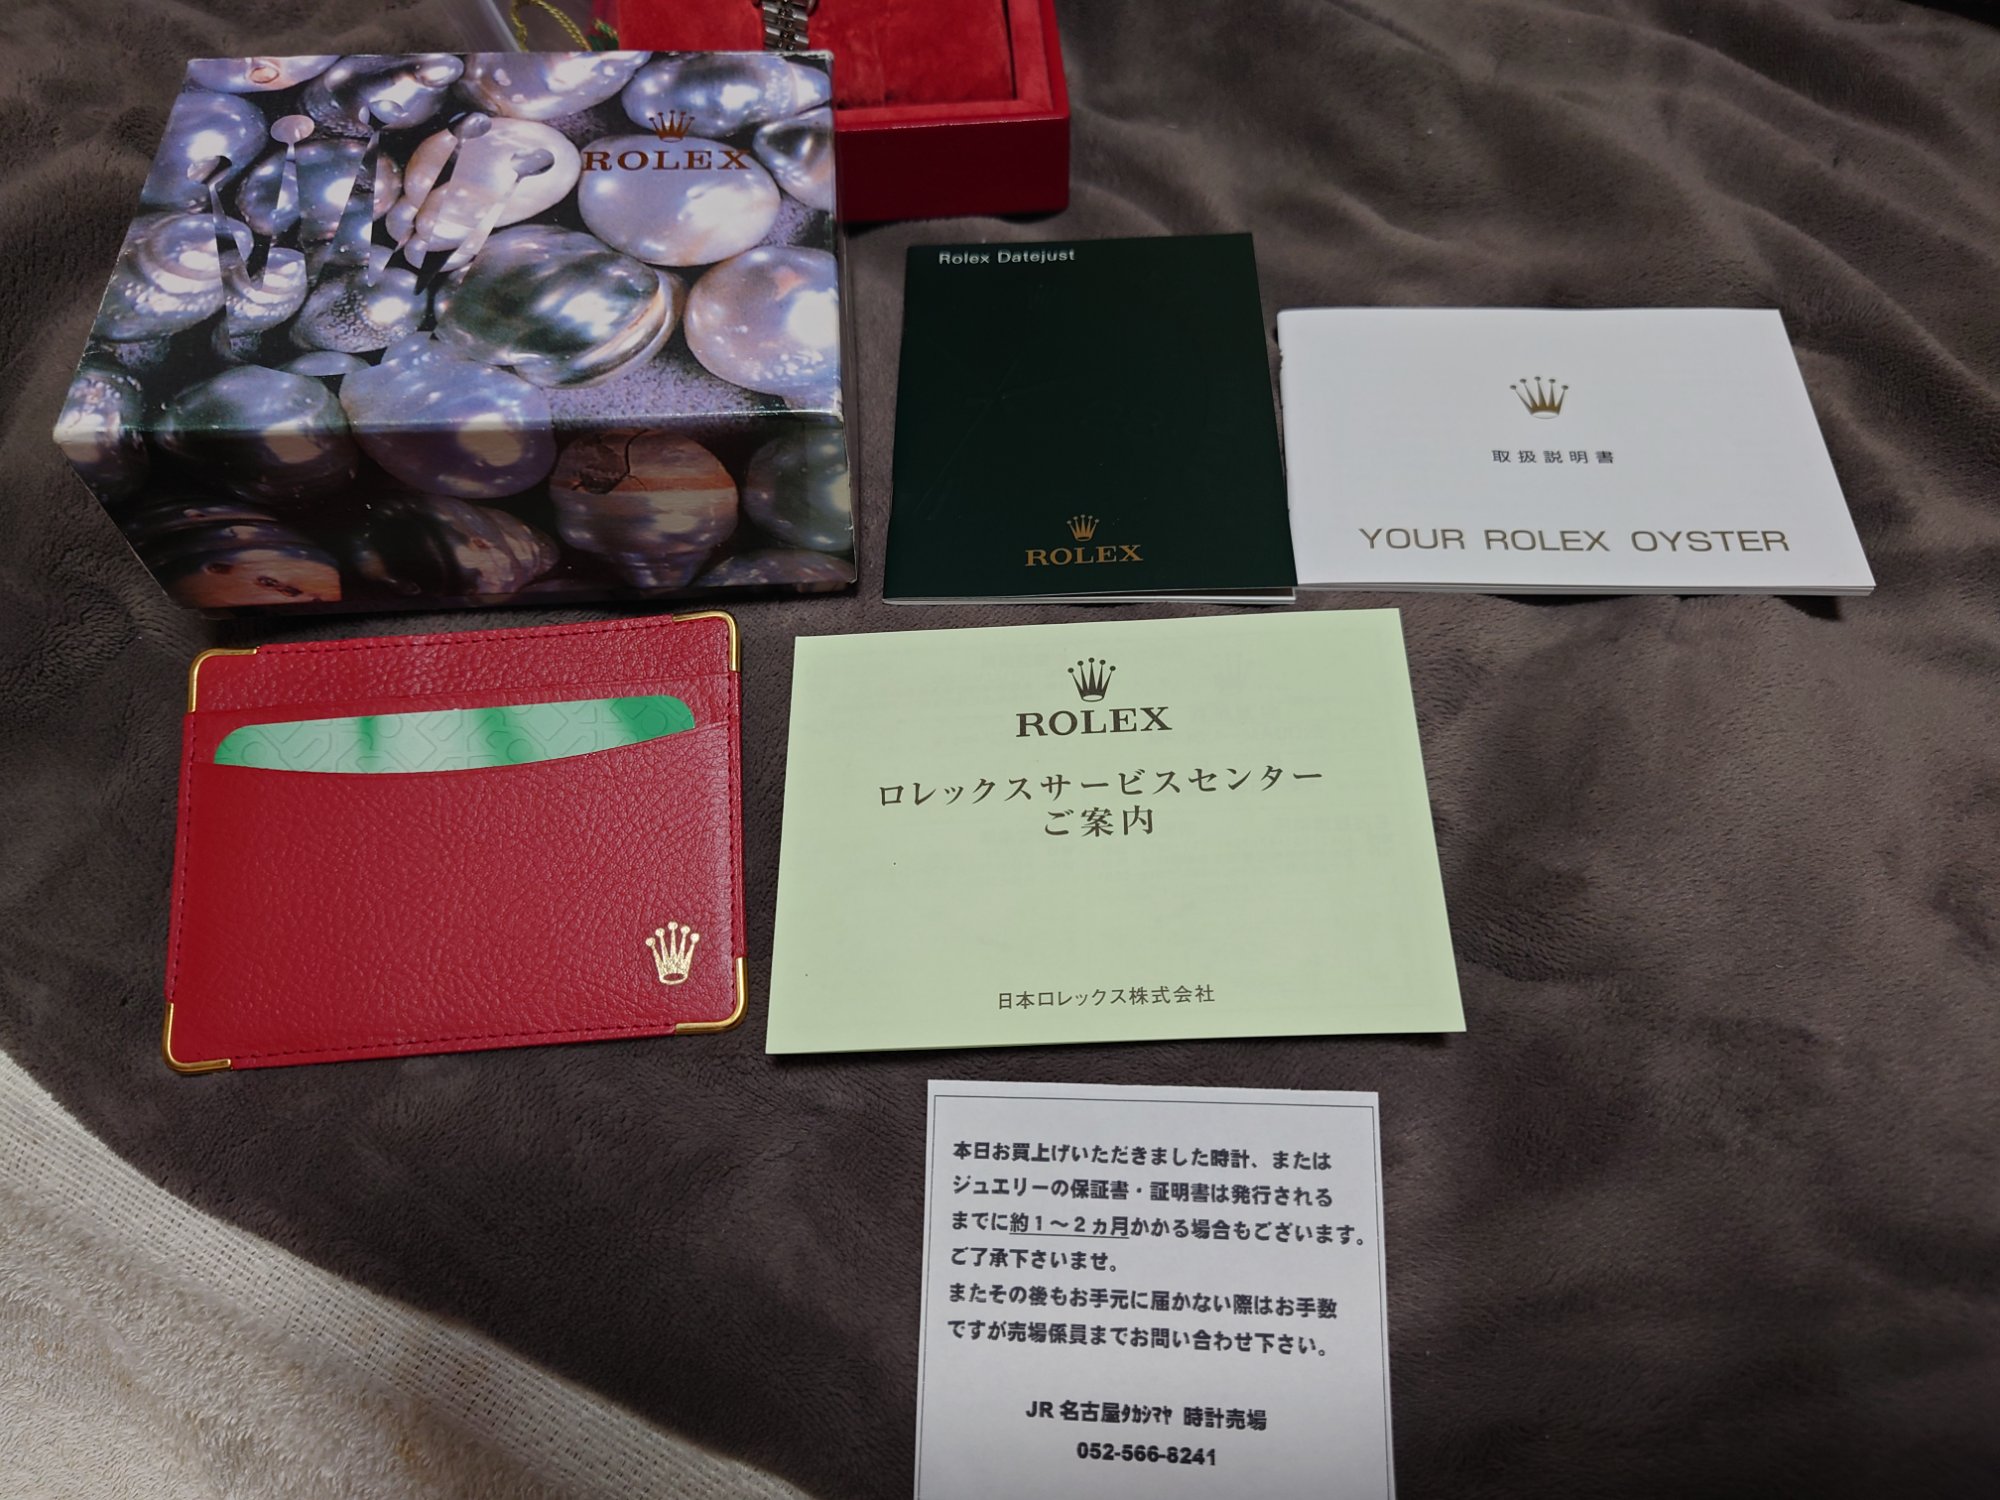 ROLEX
Rolex Datejust
ROLEX
取扱説明書
YOUR ROLEX OYSTER
ROLEX
ロレックスサービスセンター
ご案内
日本ロレックス株式会社
本日お買上げいただきました時計、または
ジュエリーの保証書・証明書は発行される
までに約1～2ヵ月かかる場合もございます。
ご了承下さいませ。
またその後もお手元に届かない際はお手数
ですが売場係員までお問い合わせ下さい。
JR名古屋ﾀｶｼﾏﾔ 時計売場
052-566-8241